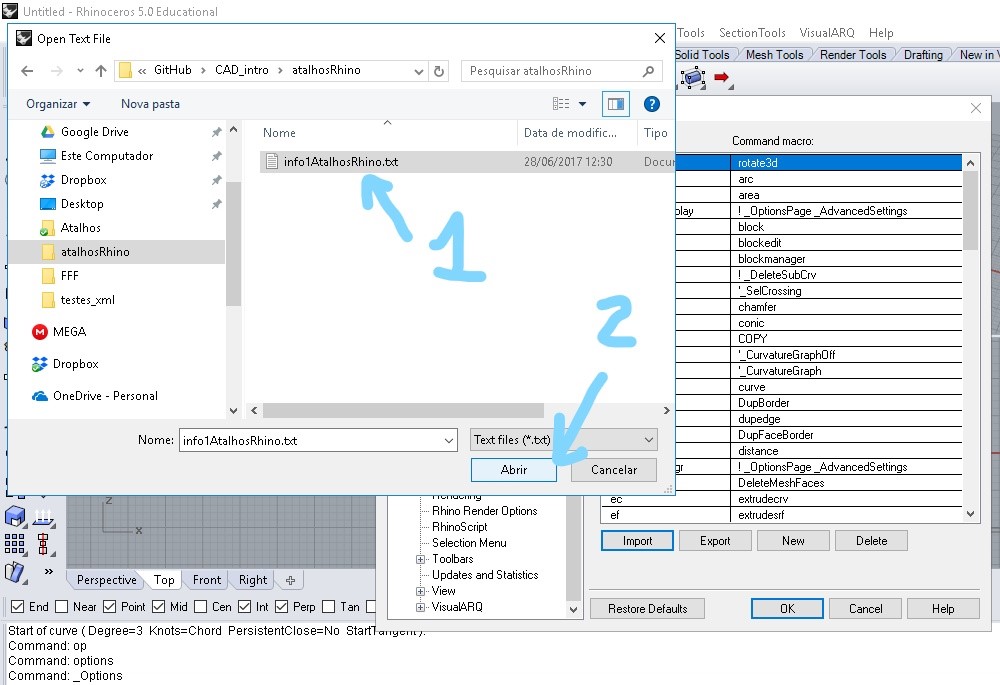 Untitled - Rhinoceros 5.0 Educational
Tools SectionTools VisualARQ Help
Open Text File
Solid Tools Mesh Tools Render Tools Drafting New in V
« GitHub > CAD_intro > atalhosRhino
Pesquisar atalhosRhino
Organizar
Nova pasta
Google Drive
Este Computador
Dropbox
Desktop
Atalhos
atalhosRhino
FFF
testes_xml
MEGA
Dropbox
OneDrive - Personal
Nome Data de modific... Tipo
info1AtalhosRhino.txt 28/06/2017 12:30 Docu
1
2
Nome: info1AtalhosRhino.txt Text files (*.txt)
Abrir Cancelar
Command macro:
rotate3d
arc
area
play ! _OptionsPage _AdvancedSettings
block
blockedit
blockmanager
! _DeleteSubCrv
'_SelCrossing
chamfer
conic
COPY
'_CurvatureGraphOff
'_CurvatureGraph
curve
DupBorder
dupedge
DupFaceBorder
distance
gr ! _OptionsPage _AdvancedSettings
DeleteMeshFaces
ec extrudecrv
ef extrudesrf
Rendering
Rhino Render Options
RhinoScript
Selection Menu
Toolbars
Updates and Statistics
View
VisualARQ
Import Export New Delete
Restore Defaults OK Cancel Help
z
x
Perspective Top Front Right
End Near Point Mid Cen Int Perp Tan
Start of curve ( Degree=3 Knots=Chord PersistentClose=No StartTangent ):
Command: op
Command: options
Command: _Options